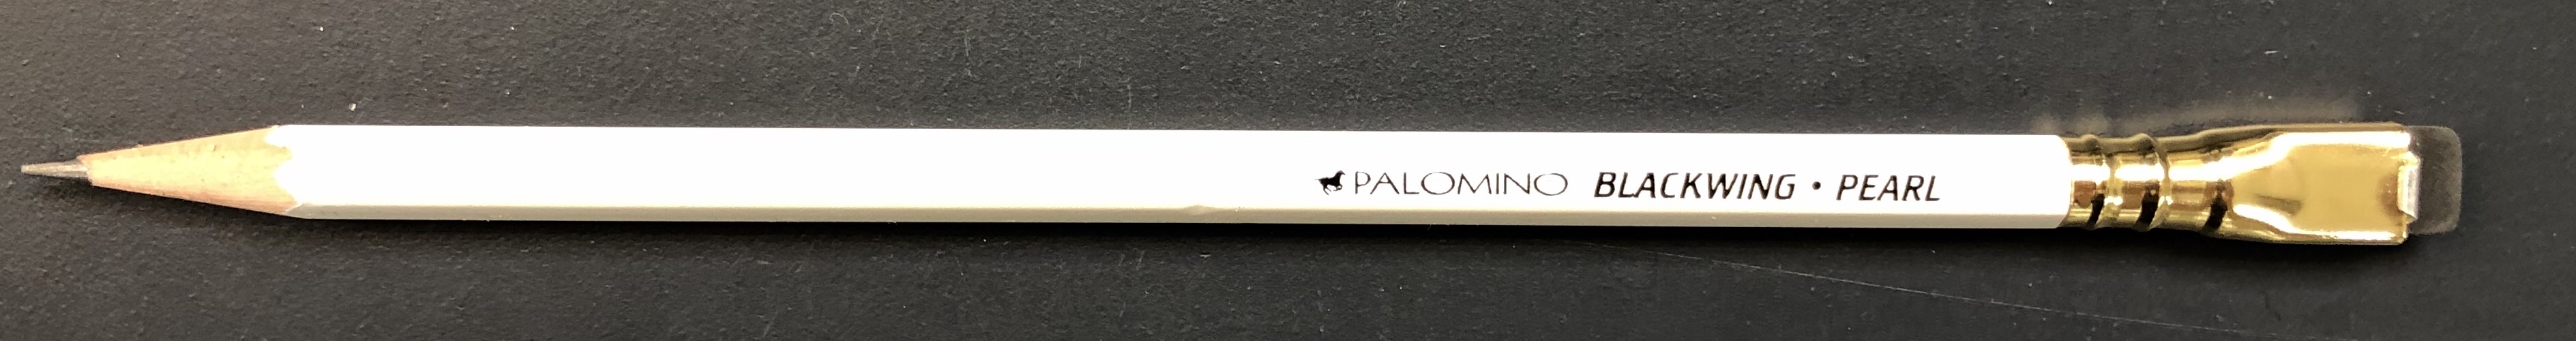 PALOMINO BLACKWING • PEARL